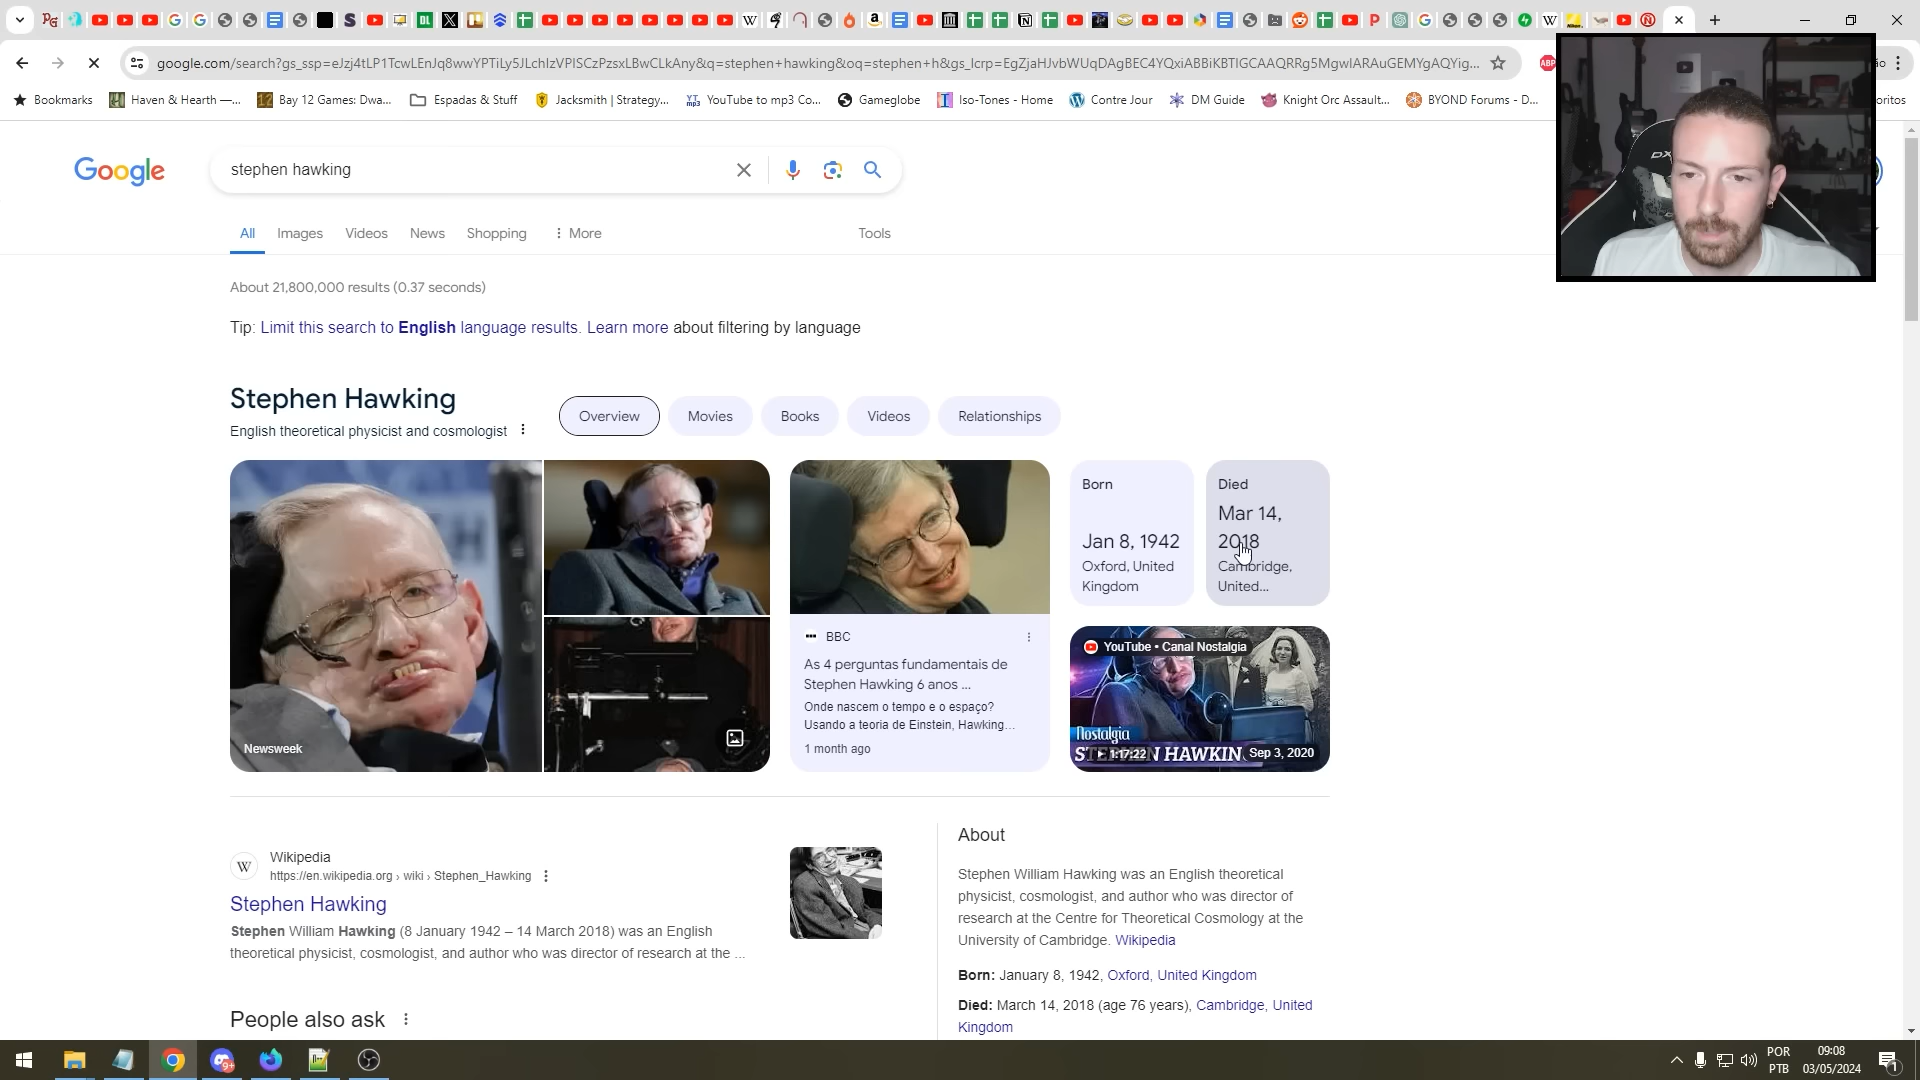 google.com/search?gs_ssp=eJzj4tLP1TcwLEnJq8wwYPTiLy5JLchIzVPISCzPzsxLBwCLkAny&q=stephen+hawking&oq=stephen+h&gs_lcrp=EgZjaHJvbWUqDAgBEC4YQxiABBiKBTIGCAAQRRg5MgwIARAuGEMYgAQYig...
Bookmarks
Haven & Hearth —...
Bay 12 Games: Dwa...
Espadas & Stuff
Jacksmith | Strategy...
YouTube to mp3 Co...
Gameglobe
Iso-Tones - Home
Contre Jour
DM Guide
Knight Orc Assault...
BYOND Forums - D...
oritos
Google
stephen hawking
All
Images
Videos
News
Shopping
More
Tools
About 21,800,000 results (0.37 seconds)
Tip: Limit this search to English language results. Learn more about filtering by language
Stephen Hawking
English theoretical physicist and cosmologist
Overview
Movies
Books
Videos
Relationships
Newsweek
BBC
As 4 perguntas fundamentais de
Stephen Hawking 6 anos ...
Onde nascem o tempo e o espaço?
Usando a teoria de Einstein, Hawking...
1 month ago
Born
Jan 8, 1942
Oxford, United
Kingdom
Died
Mar 14,
2018
Cambridge,
United...
YouTube • Canal Nostalgia
Nostalgia
STEPHEN HAWKIN
1:17:22
Sep 3, 2020
Wikipedia
https://en.wikipedia.org › wiki › Stephen_Hawking
Stephen Hawking
Stephen William Hawking (8 January 1942 – 14 March 2018) was an English
theoretical physicist, cosmologist, and author who was director of research at the ...
People also ask
About
Stephen William Hawking was an English theoretical
physicist, cosmologist, and author who was director of
research at the Centre for Theoretical Cosmology at the
University of Cambridge. Wikipedia
Born: January 8, 1942, Oxford, United Kingdom
Died: March 14, 2018 (age 76 years), Cambridge, United
Kingdom
POR
PTB
09:08
03/05/2024